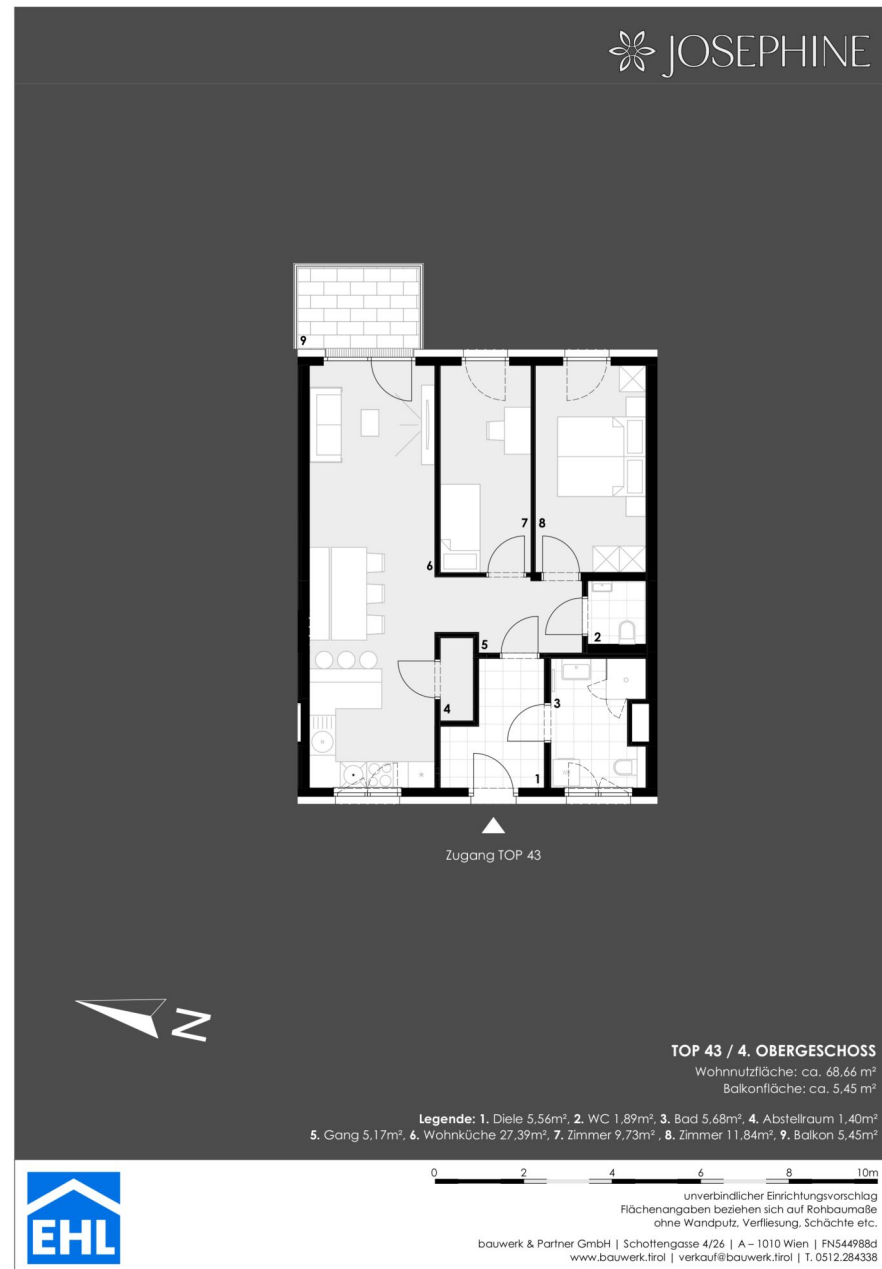 JOSEPHINE
9
7 8
6
5
2
4
3
1
Zugang TOP 43
N
TOP 43 / 4. OBERGESCHOSS
Wohnnutzfläche: ca. 68,66 m²
Balkonfläche: ca. 5,45 m²
Legende: 1. Diele 5,56m², 2. WC 1,89m², 3. Bad 5,68m², 4. Abstellraum 1,40m²
5. Gang 5,17m², 6. Wohnküche 27,39m², 7. Zimmer 9,73m² , 8. Zimmer 11,84m², 9. Balkon 5,45m²
0 2 4 6 8 10m
unverbindlicher Einrichtungsvorschlag
Flächenangaben beziehen sich auf Rohbaumaße
ohne Wandputz, Verfliesung, Schächte etc.
EHL
bauwerk & Partner GmbH | Schottengasse 4/26 | A – 1010 Wien | FN544988d
www.bauwerk.tirol | verkauf@bauwerk.tirol | T. 0512.284338